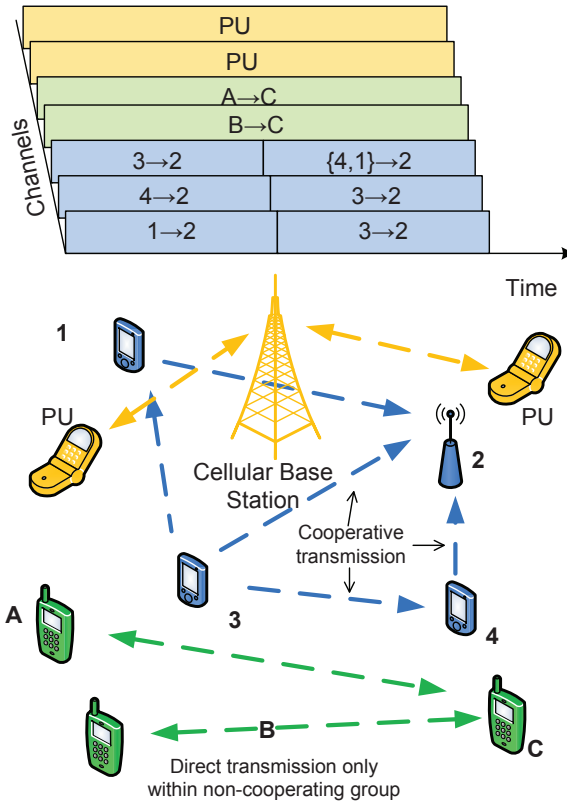 PU
PU
A→C
B→C
3→2 {4,1}→2
4→2 3→2
1→2 3→2
Channels
Time
1
PU
PU
2
Cellular Base
Station
Cooperative
transmission
3
4
A
B
C
Direct transmission only
within non-cooperating group